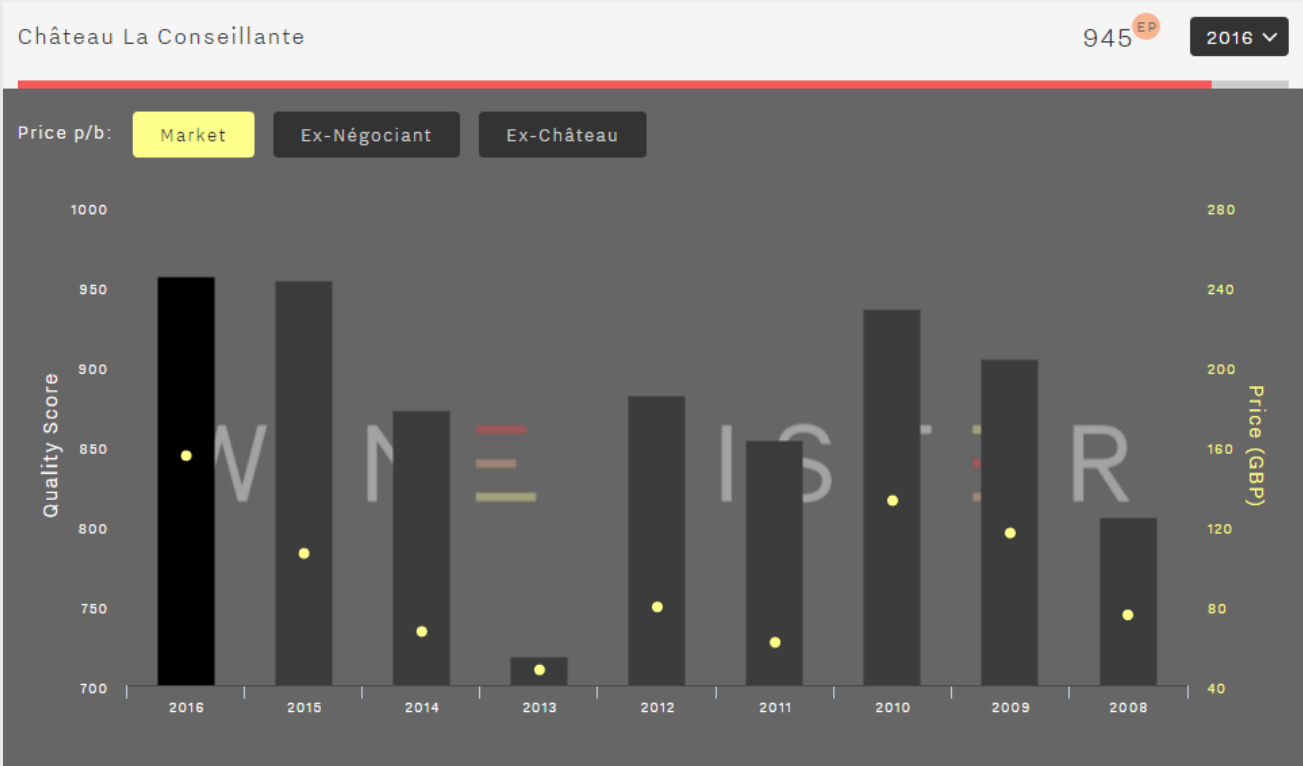 Château La Conseillante
945 EP
2016
Price p/b:
Market
Ex-Négociant
Ex-Château
1000
950
900
850
800
750
700
Quality Score
280
240
200
160
120
80
40
Price (GBP)
2016 2015 2014 2013 2012 2011 2010 2009 2008